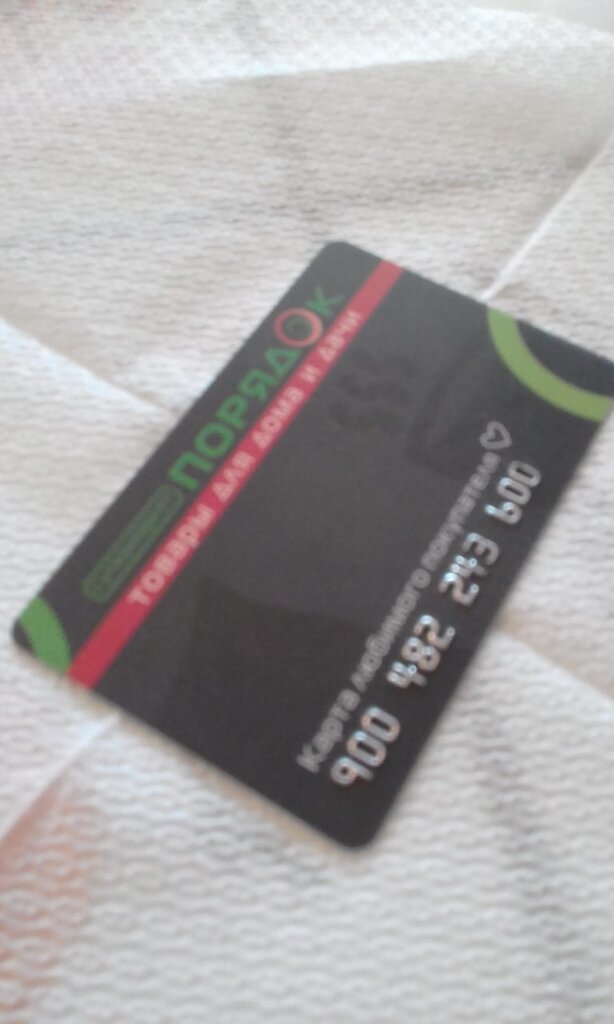 ПОРЯДОК
товары для дома и дачи
Карта любимого покупателя
900 482 243 600